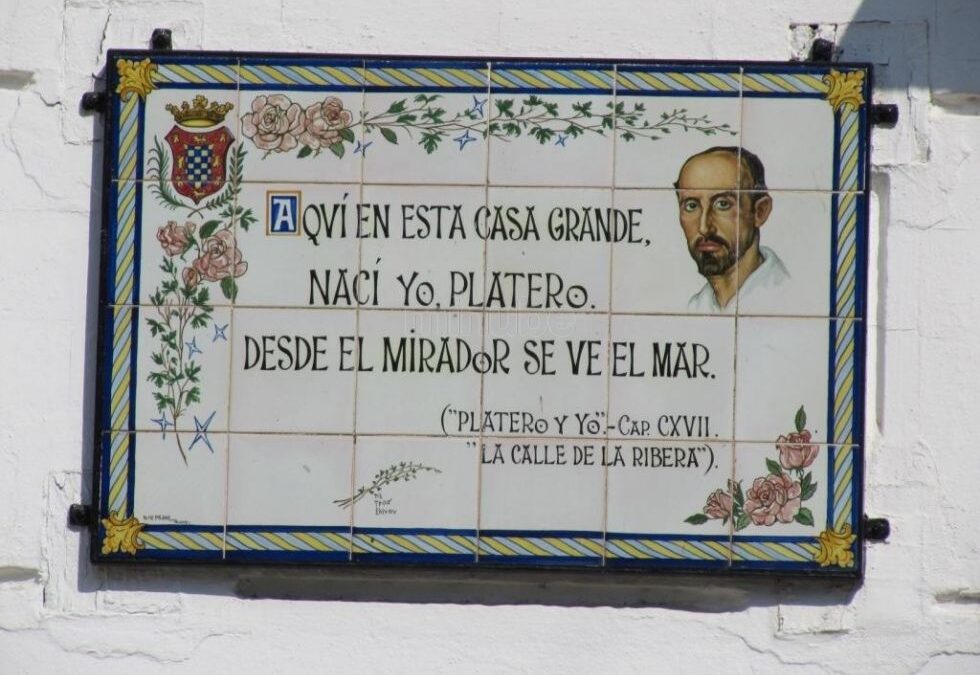 AQVÍ EN ESTA CASA GRANDE,
NACÍ YO, PLATERO.
DESDE EL MIRADOR SE VE EL MAR.
("PLATERO Y YO".-CAP. CXVII.
"LA CALLE DE LA RIBERA").